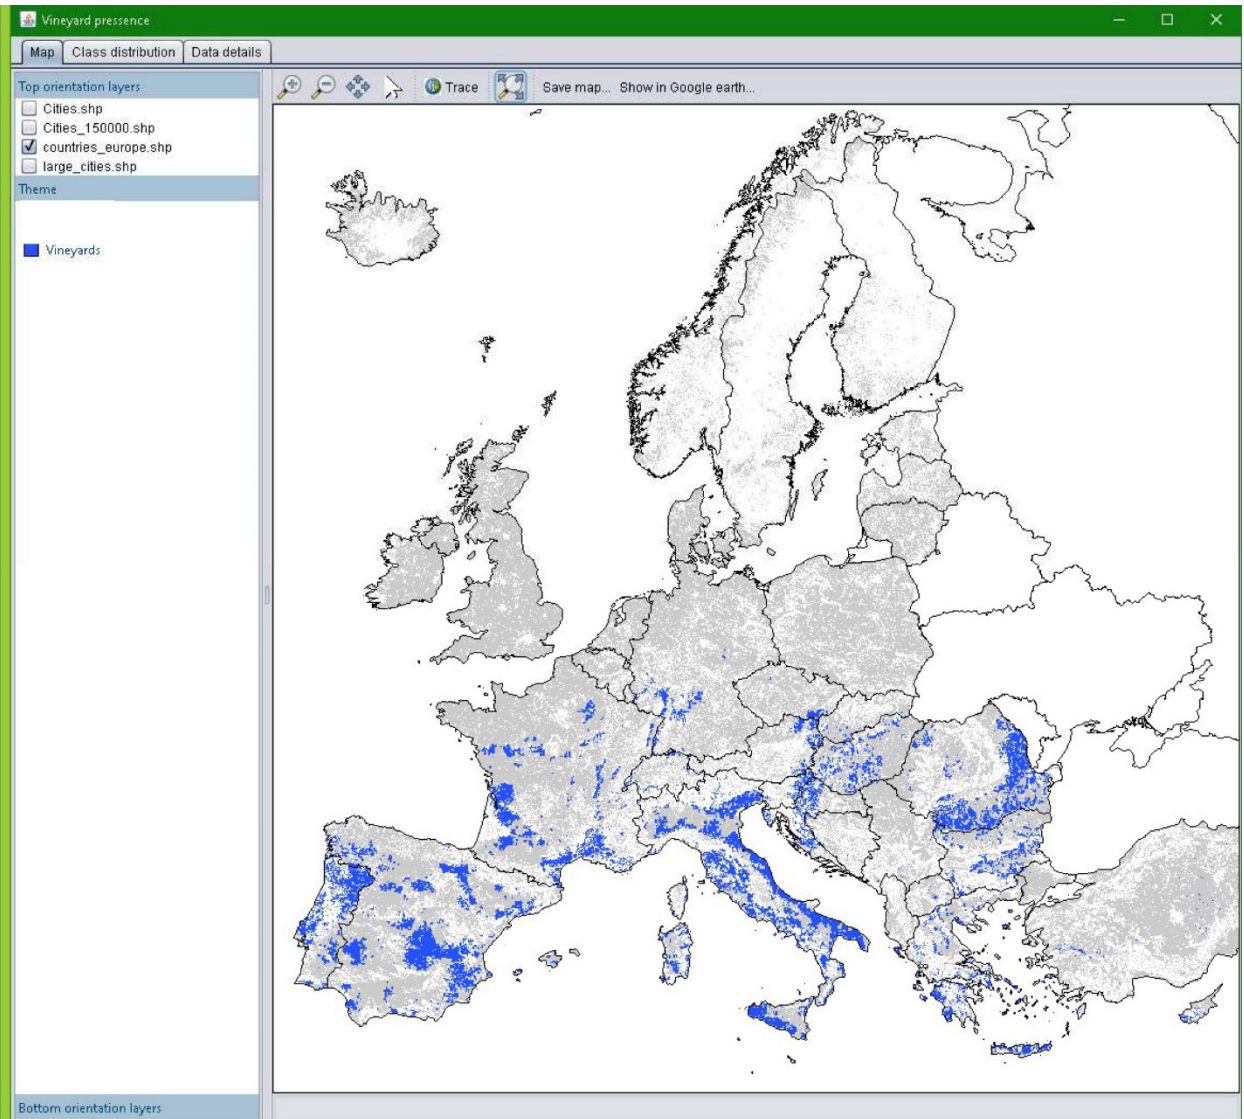 Vineyard pressence
Map Class distribution Data details
Top orientation layers
Cities.shp
Cities_150000.shp
countries_europe.shp
large_cities.shp
Theme
Vineyards
Bottom orientation layers
Trace Save map... Show in Google earth...